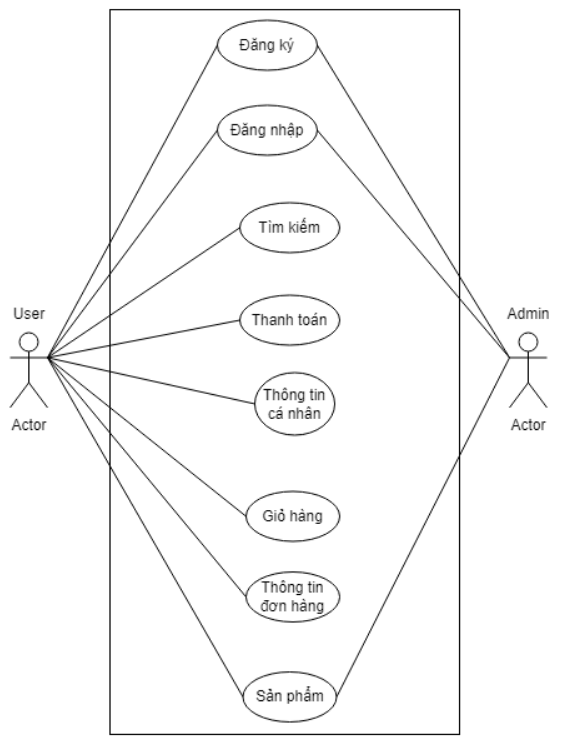 Đăng ký
Đăng nhập
Tìm kiếm
User
Thanh toán
Admin
Actor
Thông tin
cá nhân
Actor
Giỏ hàng
Thông tin
đơn hàng
Sản phẩm